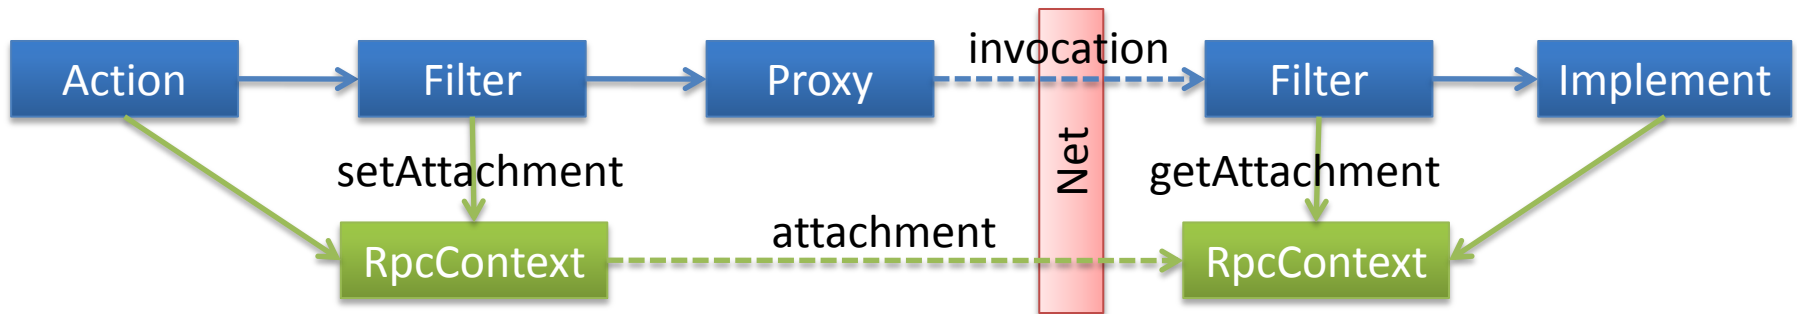 invocation
Action
Filter
Proxy
Filter
Implement
Net
setAttachment
getAttachment
attachment
RpcContext
RpcContext